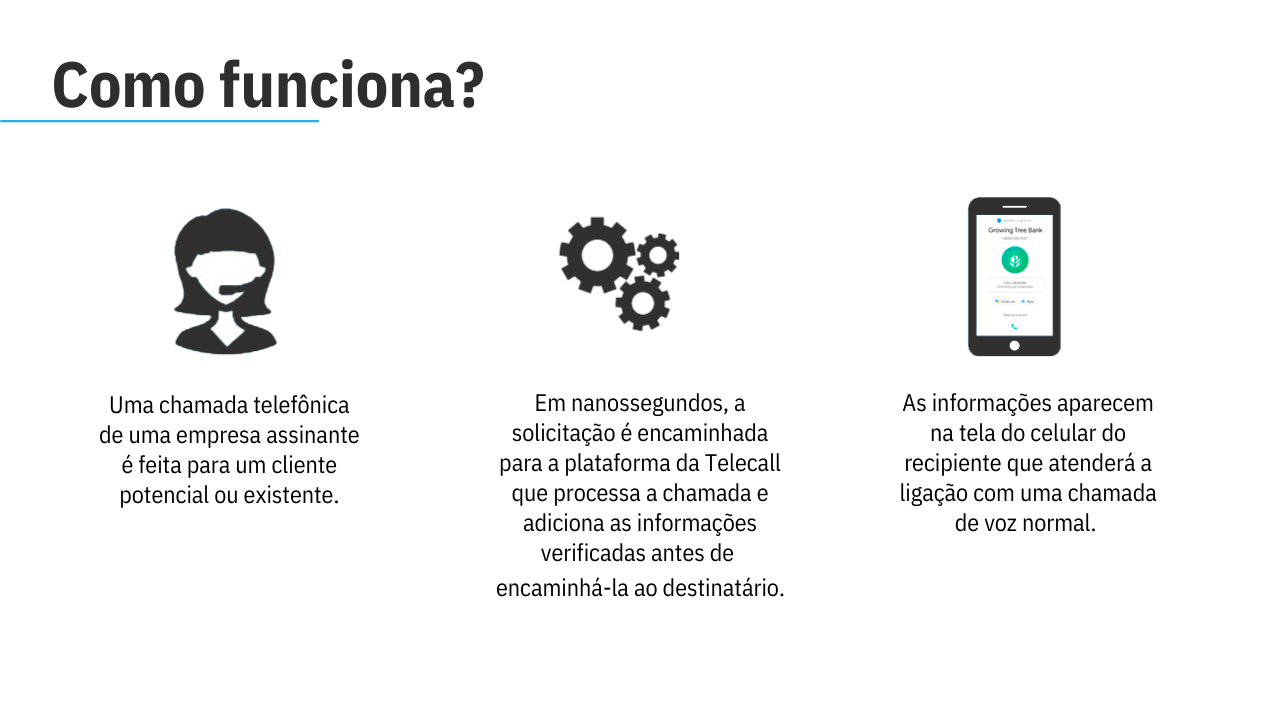 Como funciona?
Growing Tree Bank
Uma chamada telefônica
de uma empresa assinante
é feita para um cliente
potencial ou existente.
Em nanossegundos, a
solicitação é encaminhada
para a plataforma da Telecall
que processa a chamada e
adiciona as informações
verificadas antes de
encaminhá-la ao destinatário.
As informações aparecem
na tela do celular do
recipiente que atenderá a
ligação com uma chamada
de voz normal.